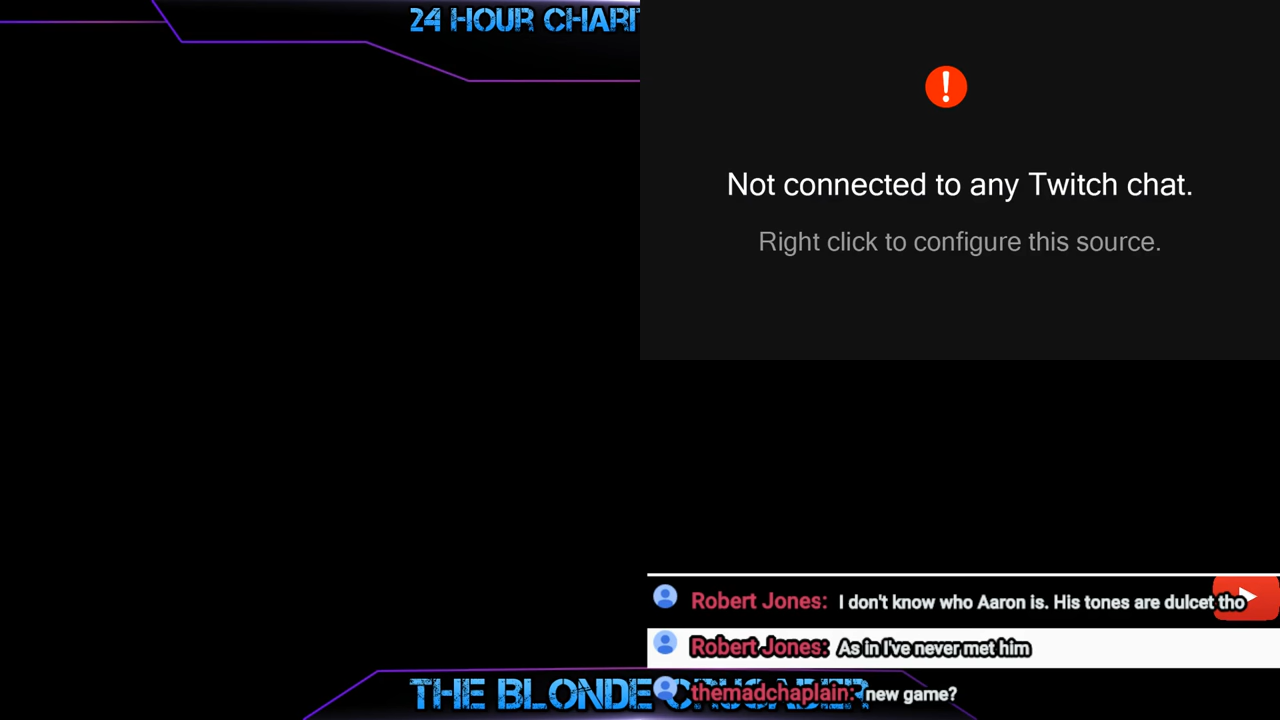 24 HOUR CHARI
Not connected to any Twitch chat.
Right click to configure this source.
Robert Jones: I don't know who Aaron is. His tones are dulcet tho
Robert Jones: As in I've never met him
THE BLONDE CRUSADER
themadchaplain: new game?